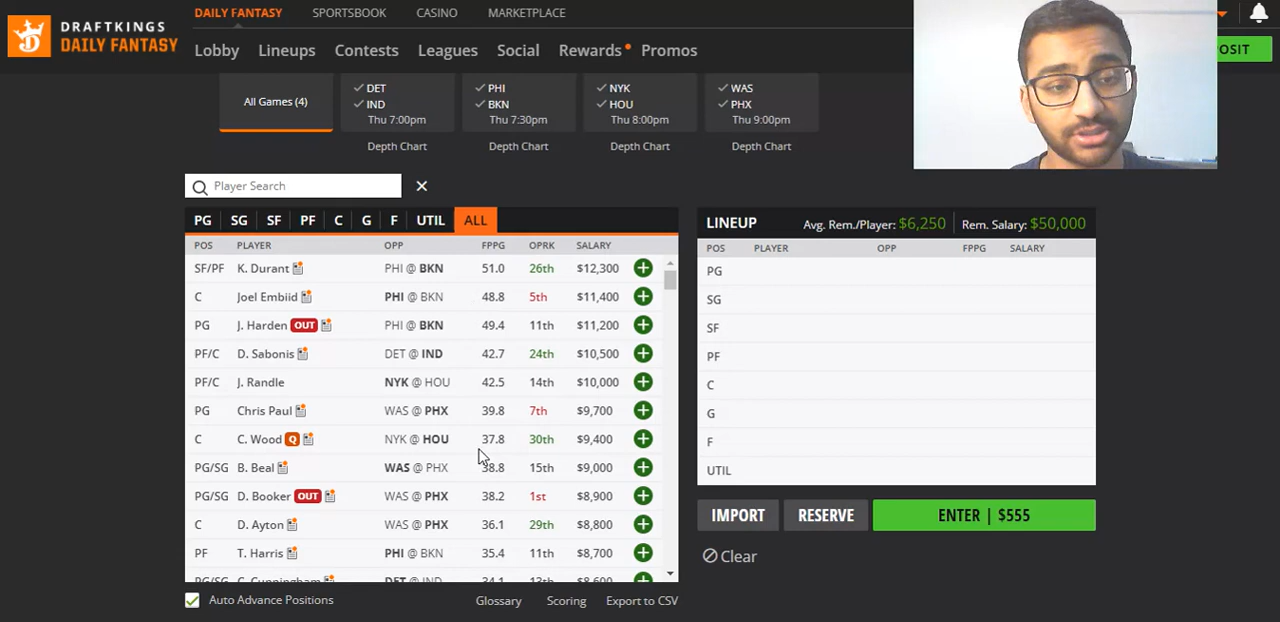 DRAFTKINGS
DAILY FANTASY
DAILY FANTASY SPORTSBOOK CASINO MARKETPLACE
Lobby Lineups Contests Leagues Social Rewards Promos
OSIT
All Games (4)
DET
IND
Thu 7:00pm
Depth Chart
PHI
BKN
Thu 7:30pm
Depth Chart
NYK
HOU
Thu 8:00pm
Depth Chart
WAS
PHX
Thu 9:00pm
Depth Chart
Player Search
PG SG SF PF C G F UTIL ALL
POS PLAYER OPP FPPG OPRK SALARY
SF/PF K. Durant PHI @ BKN 51.0 26th $12,300
C Joel Embiid PHI @ BKN 48.8 5th $11,400
PG J. Harden OUT PHI @ BKN 49.4 11th $11,200
PF/C D. Sabonis DET @ IND 42.7 24th $10,500
PF/C J. Randle NYK @ HOU 42.5 14th $10,000
PG Chris Paul WAS @ PHX 39.8 7th $9,700
C C. Wood Q NYK @ HOU 37.8 30th $9,400
PG/SG B. Beal WAS @ PHX 38.8 15th $9,000
PG/SG D. Booker OUT WAS @ PHX 38.2 1st $8,900
C D. Ayton WAS @ PHX 36.1 29th $8,800
PF T. Harris PHI @ BKN 35.4 11th $8,700
PG/SG C. Cunningham DET @ IND 34.1 13th $8,600
Auto Advance Positions Glossary Scoring Export to CSV
LINEUP Avg. Rem./Player: $6,250 Rem. Salary: $50,000
POS PLAYER OPP FPPG SALARY
PG
SG
SF
PF
C
G
F
UTIL
IMPORT RESERVE ENTER | $555
Clear